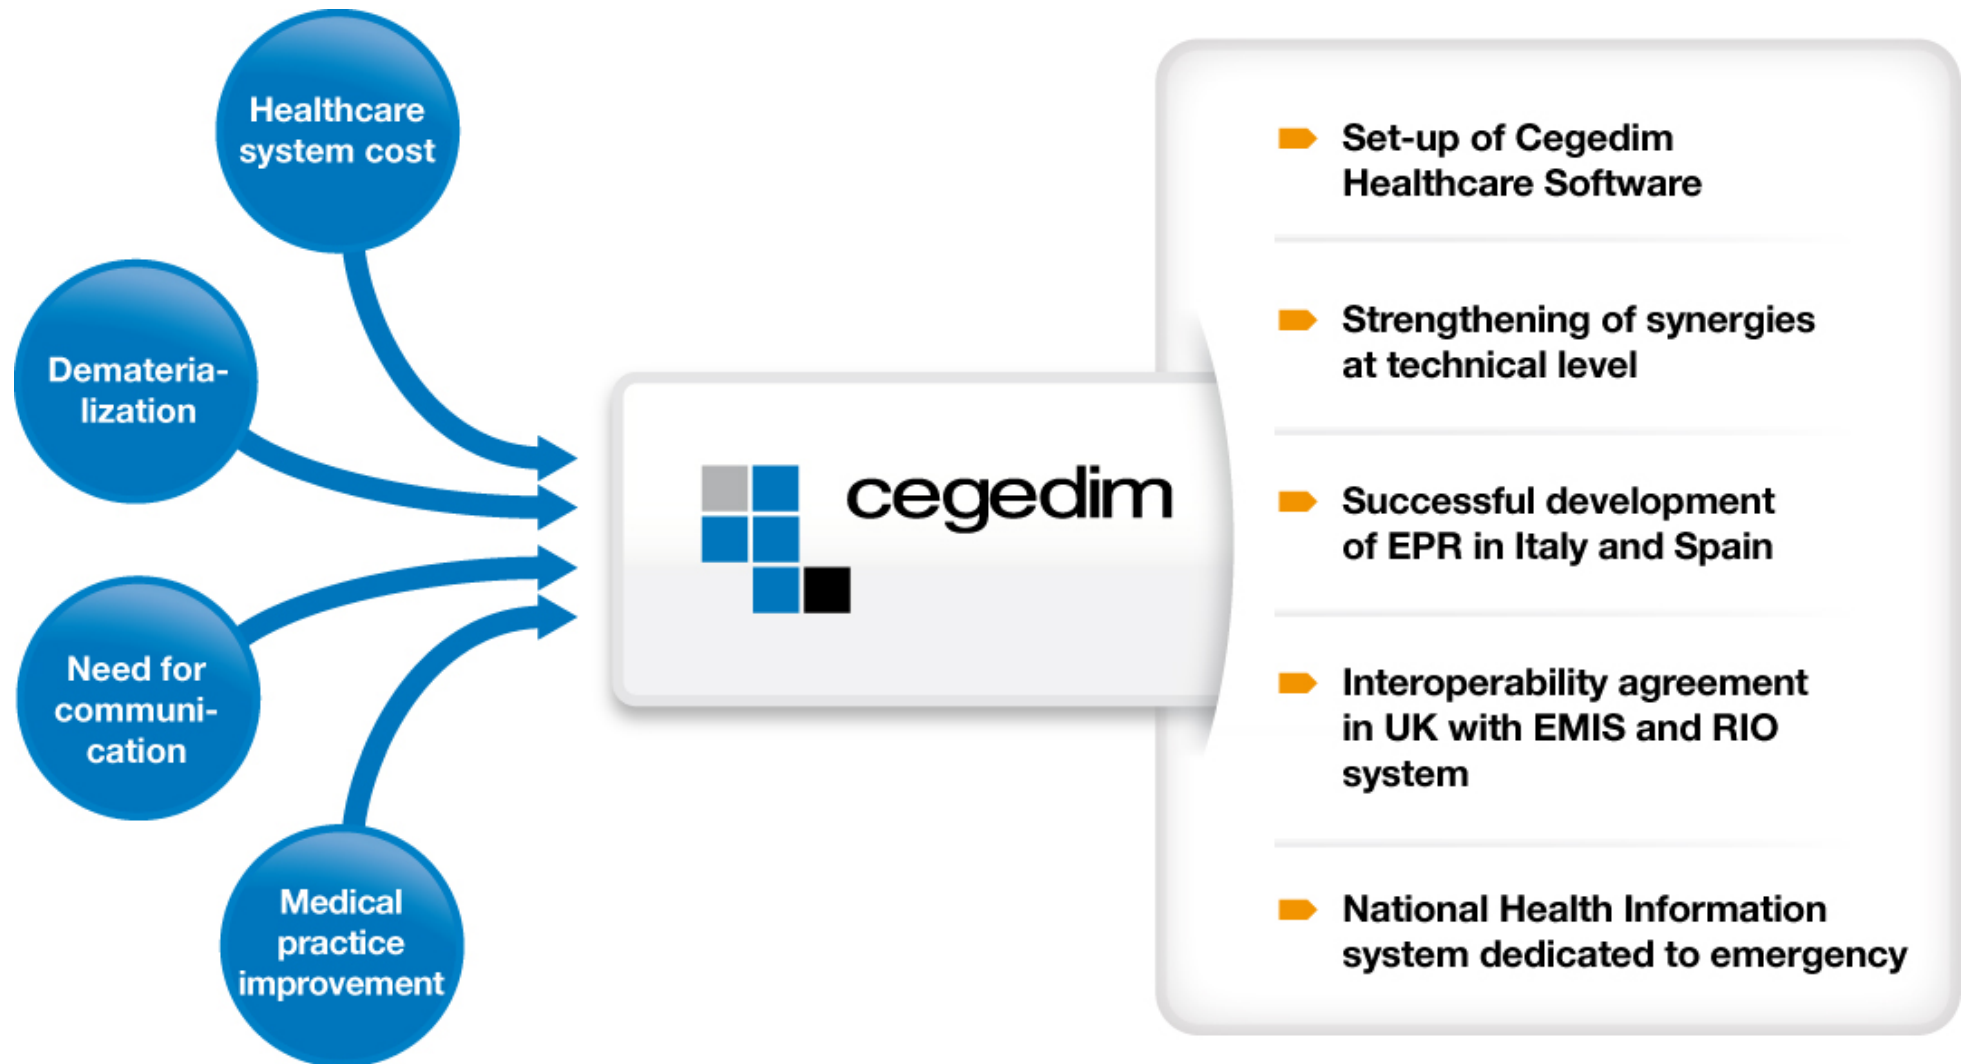 Healthcare
system cost
Demateria-
lization
Need for
communi-
cation
Medical
practice
improvement
cegedim
Set-up of Cegedim
Healthcare Software
Strengthening of synergies
at technical level
Successful development
of EPR in Italy and Spain
Interoperability agreement
in UK with EMIS and RIO
system
National Health Information
system dedicated to emergency